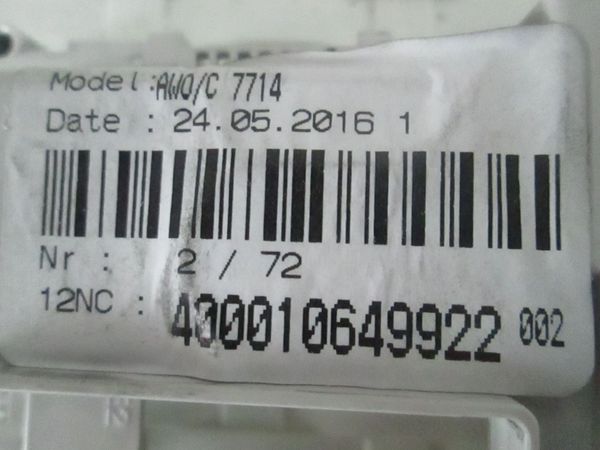 Model :AWO/C 7714
Date : 24.05.2016 1
Nr : 2 / 72
12NC : 400010649922 002